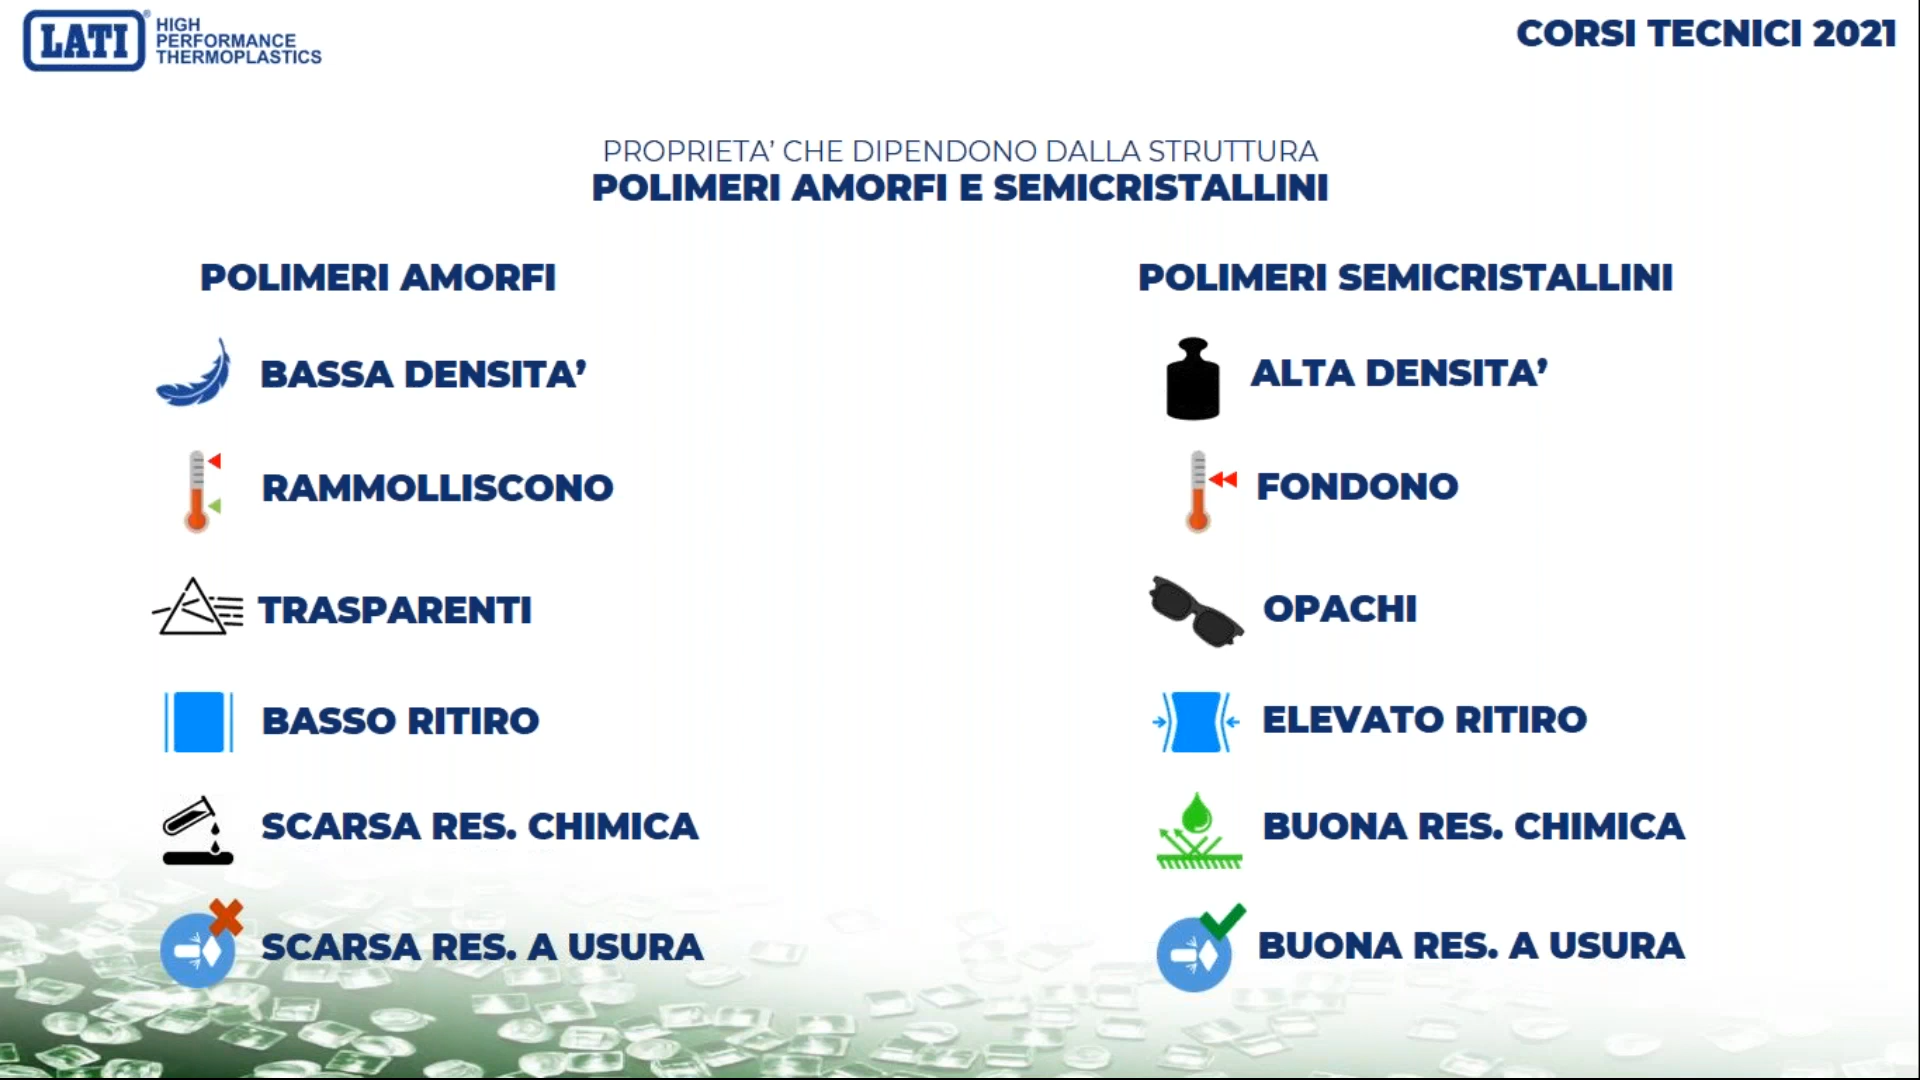 LATI®
HIGH
PERFORMANCE
THERMOPLASTICS
CORSI TECNICI 2021
PROPRIETA’ CHE DIPENDONO DALLA STRUTTURA
POLIMERI AMORFI E SEMICRISTALLINI
POLIMERI AMORFI
BASSA DENSITA’
RAMMOLLISCONO
TRASPARENTI
BASSO RITIRO
SCARSA RES. CHIMICA
SCARSA RES. A USURA
POLIMERI SEMICRISTALLINI
ALTA DENSITA’
FONDONO
OPACHI
ELEVATO RITIRO
BUONA RES. CHIMICA
BUONA RES. A USURA